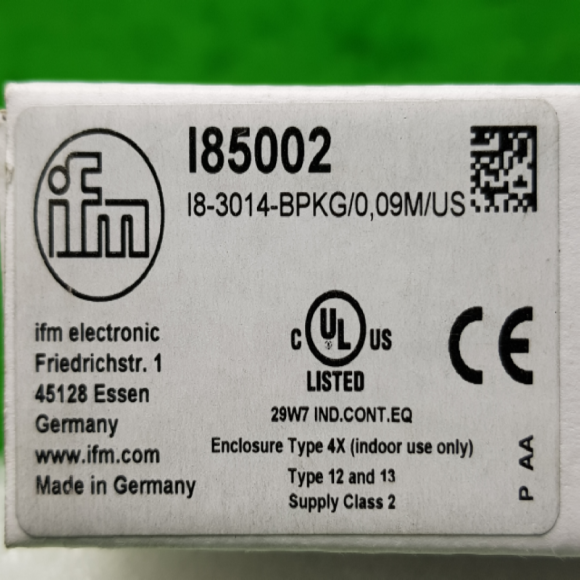 ifm
I85002
I8-3014-BPKG/0,09M/US
ifm electronic
Friedrichstr. 1
45128 Essen
Germany
www.ifm.com
Made in Germany
C UL US
LISTED
29W7 IND.CONT.EQ
Enclosure Type 4X (indoor use only)
Type 12 and 13
Supply Class 2
CE
P AA